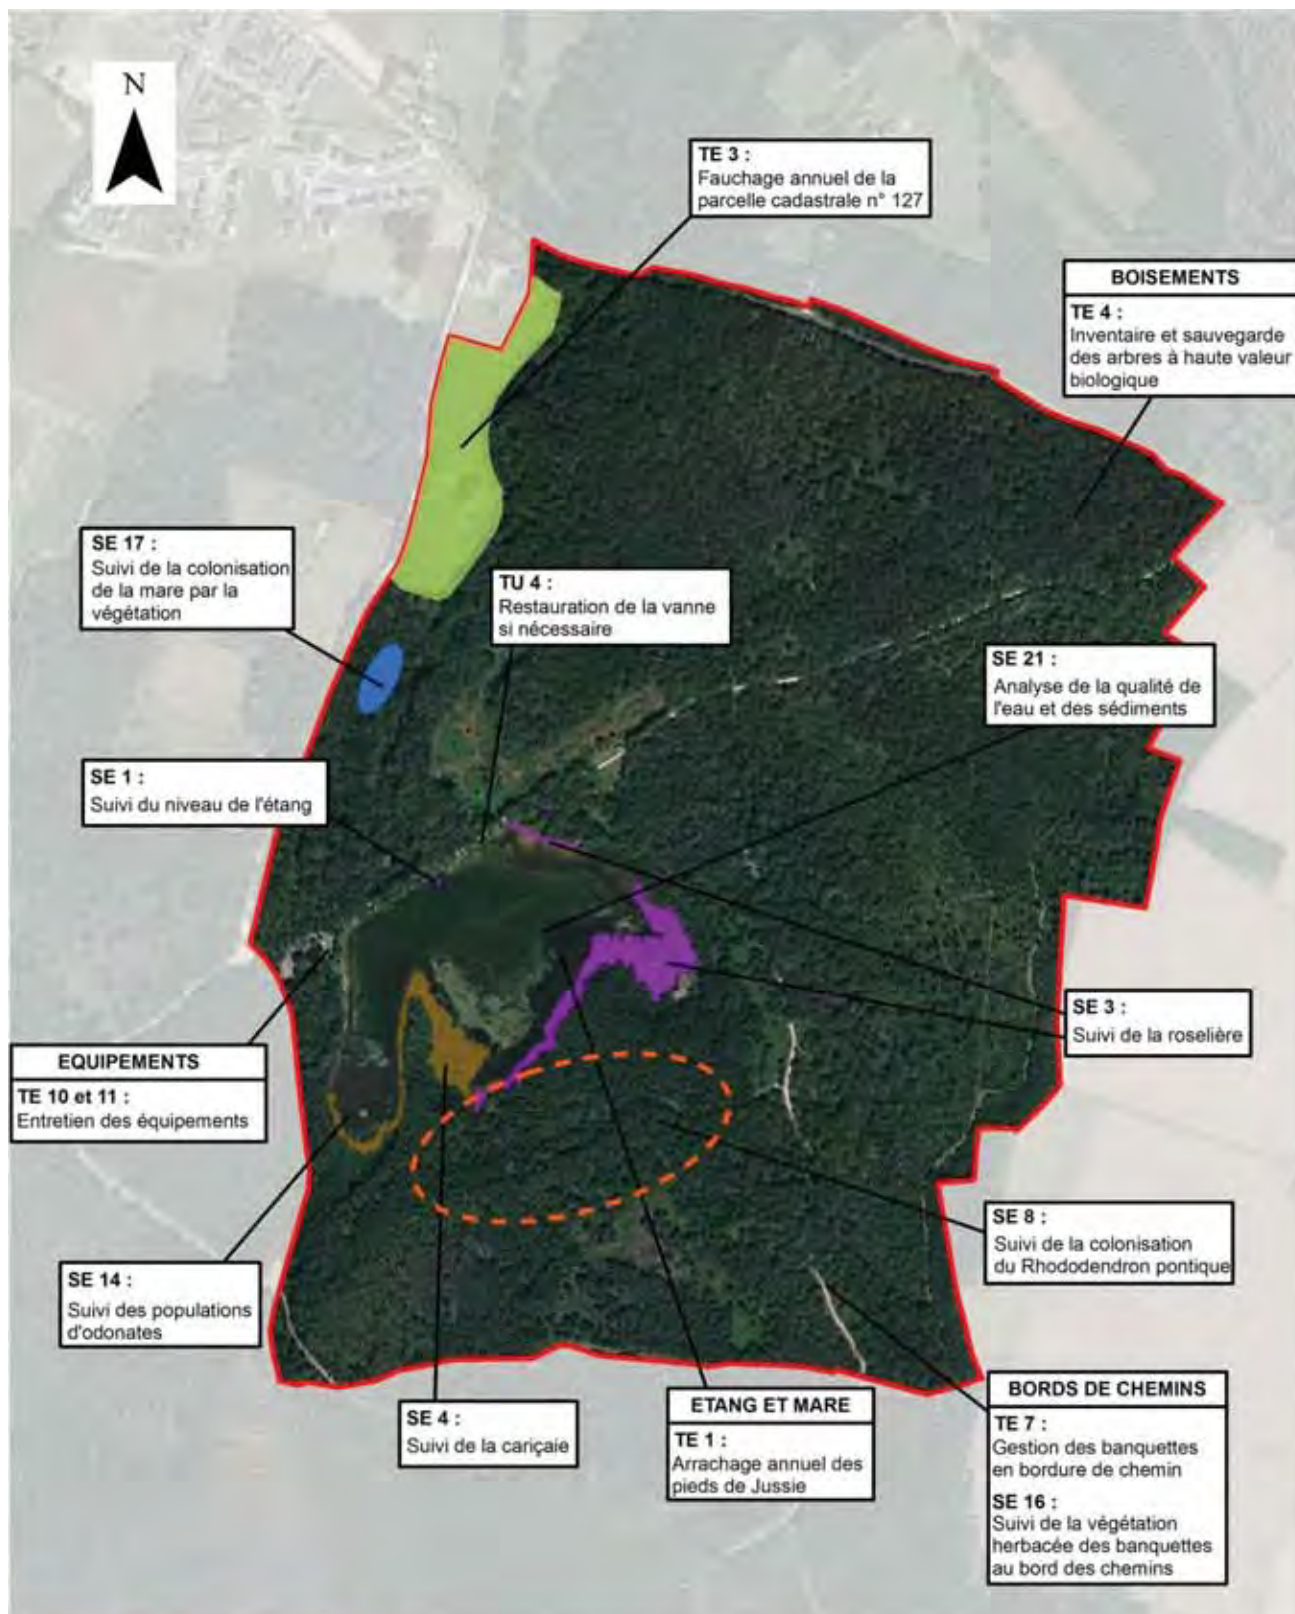 N
TE 3 :
Fauchage annuel de la
parcelle cadastrale n° 127
BOISEMENTS
TE 4 :
Inventaire et sauvegarde
des arbres à haute valeur
biologique
SE 17 :
Suivi de la colonisation
de la mare par la
végétation
TU 4 :
Restauration de la vanne
si nécessaire
SE 21 :
Analyse de la qualité de
l'eau et des sédiments
SE 1 :
Suivi du niveau de l'étang
SE 3 :
Suivi de la roselière
EQUIPEMENTS
TE 10 et 11 :
Entretien des équipements
SE 8 :
Suivi de la colonisation
du Rhododendron pontique
SE 14 :
Suivi des populations
d'odonates
SE 4 :
Suivi de la cariçaie
ETANG ET MARE
TE 1 :
Arrachage annuel des
pieds de Jussie
BORDS DE CHEMINS
TE 7 :
Gestion des banquettes
en bordure de chemin
SE 16 :
Suivi de la végétation
herbacée des banquettes
au bord des chemins